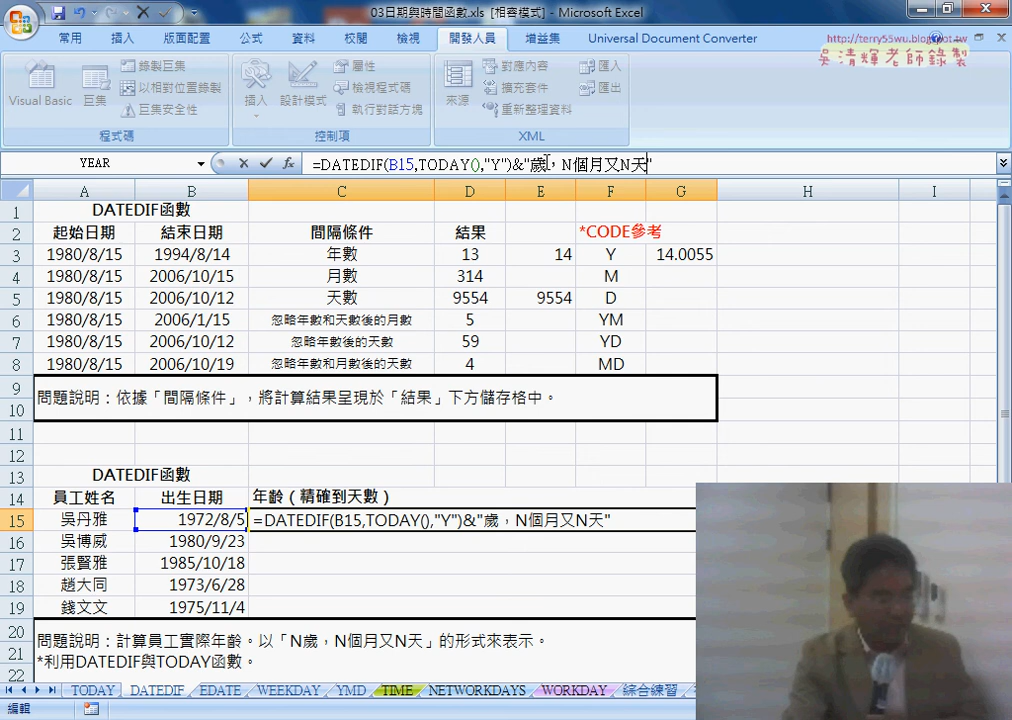 03日期與時間函數.xls [相容模式] - Microsoft Excel
常用 插入 版面配置 公式 資料 校閱 檢視 開發人員 增益集 Universal Document Converter
http://terry55wu.blogspot.tw
吳清輝老師錄製
Visual Basic 巨集 錄製巨集 以相對位置錄製 巨集安全性 程式碼
插入 設計模式 屬性 檢視程式碼 執行對話方塊 控制項
來源 對應內容 擴充套件 重新整理資料 匯入 匯出 XML
YEAR =DATEDIF(B15,TODAY(),"Y")&"歲，N個月又N天"
A B C D E F G H I
1 DATEDIF函數
2 起始日期 結束日期 間隔條件 結果 *CODE參考
3 1980/8/15 1994/8/14 年數 13 14 Y 14.0055
4 1980/8/15 2006/10/15 月數 314 M
5 1980/8/15 2006/10/12 天數 9554 9554 D
6 1980/8/15 2006/1/15 忽略年數和天數後的月數 5 YM
7 1980/8/15 2006/10/12 忽略年數後的天數 59 YD
8 1980/8/15 2006/10/19 忽略年數和月數後的天數 4 MD
9
10 問題說明：依據「間隔條件」，將計算結果呈現於「結果」下方儲存格中。
11
12
13 DATEDIF函數
14 員工姓名 出生日期 年齡（精確到天數）
15 吳丹雅 1972/8/5 =DATEDIF(B15,TODAY(),"Y")&"歲，N個月又N天"
16 吳博威 1980/9/23
17 張賢雅 1985/10/18
18 趙大同 1973/6/28
19 錢文文 1975/11/4
20 問題說明：計算員工實際年齡。以「N歲，N個月又N天」的形式來表示。
21 *利用DATEDIF與TODAY函數。
22
TODAY DATEDIF EDATE WEEKDAY YMD TIME NETWORKDAYS WORKDAY 綜合練習
編輯